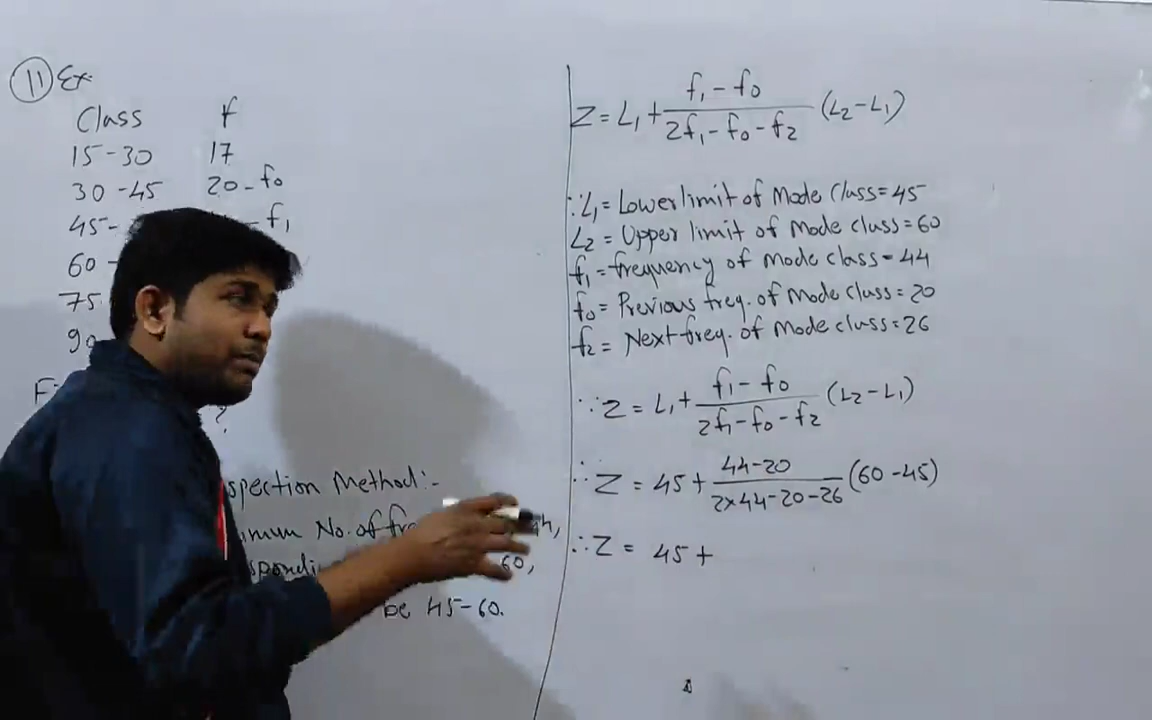 11 Ex
Class f
15-30 17
30-45 20-f₀
45- -f₁
60-
75
90
?
spection Method:-
No. of
60,
be 45-60.
Z = L₁ + (f₁ - f₀)/(2f₁ - f₀ - f₂) (L₂ - L₁)
∵ L₁ = Lower limit of Mode Class = 45
L₂ = Upper limit of Mode class = 60
f₁ = frequency of Mode class = 44
f₀ = Previous freq. of Mode class = 20
f₂ = Next freq. of Mode class = 26
∵ Z = L₁ + (f₁ - f₀)/(2f₁ - f₀ - f₂) (L₂ - L₁)
∴ Z = 45 + (44-20)/(2×44-20-26) (60-45)
∴ Z = 45 +